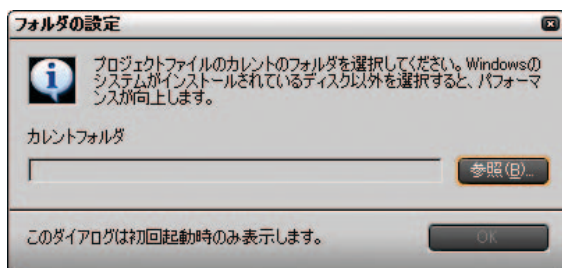 フォルダの設定
プロジェクトファイルのカレントのフォルダを選択してください。Windowsの
システムがインストールされているディスク以外を選択すると、パフォーマ
ンスが向上します。
カレントフォルダ
参照(B)...
このダイアログは初回起動時のみ表示します。
OK